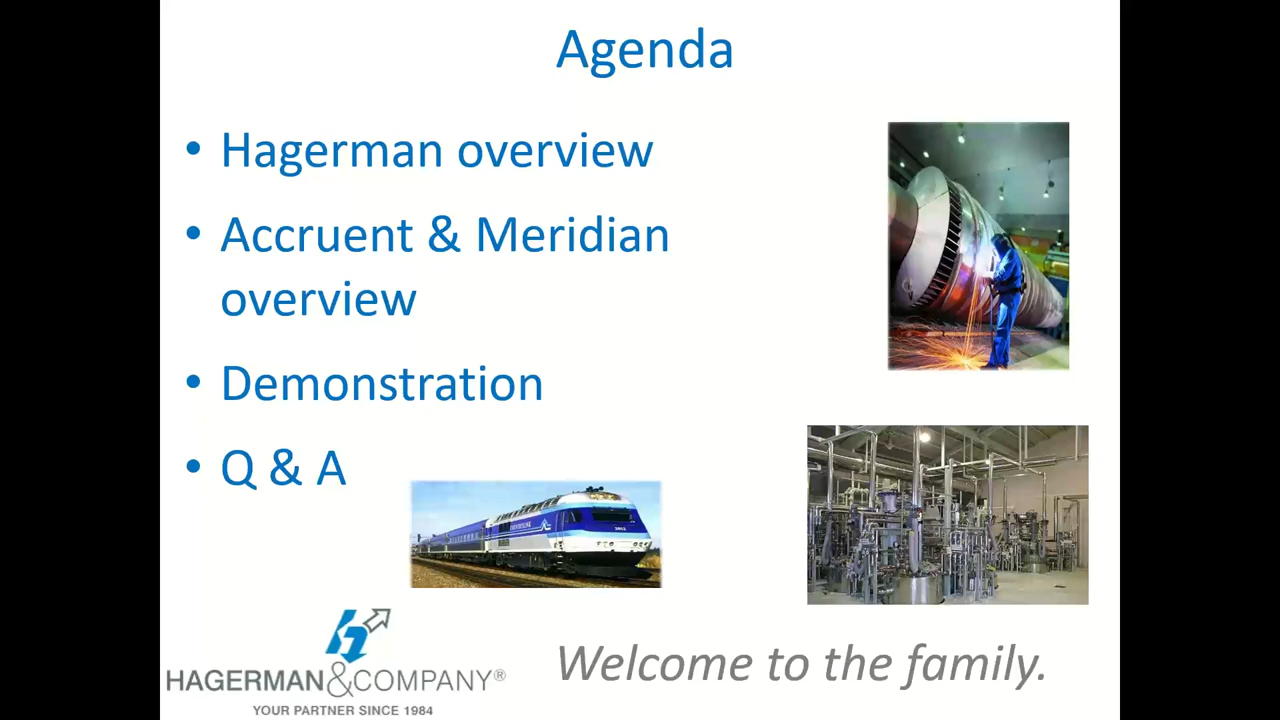 Agenda
• Hagerman overview
• Accruent & Meridian
overview
• Demonstration
• Q & A
HAGERMAN&COMPANY®
YOUR PARTNER SINCE 1984
Welcome to the family.